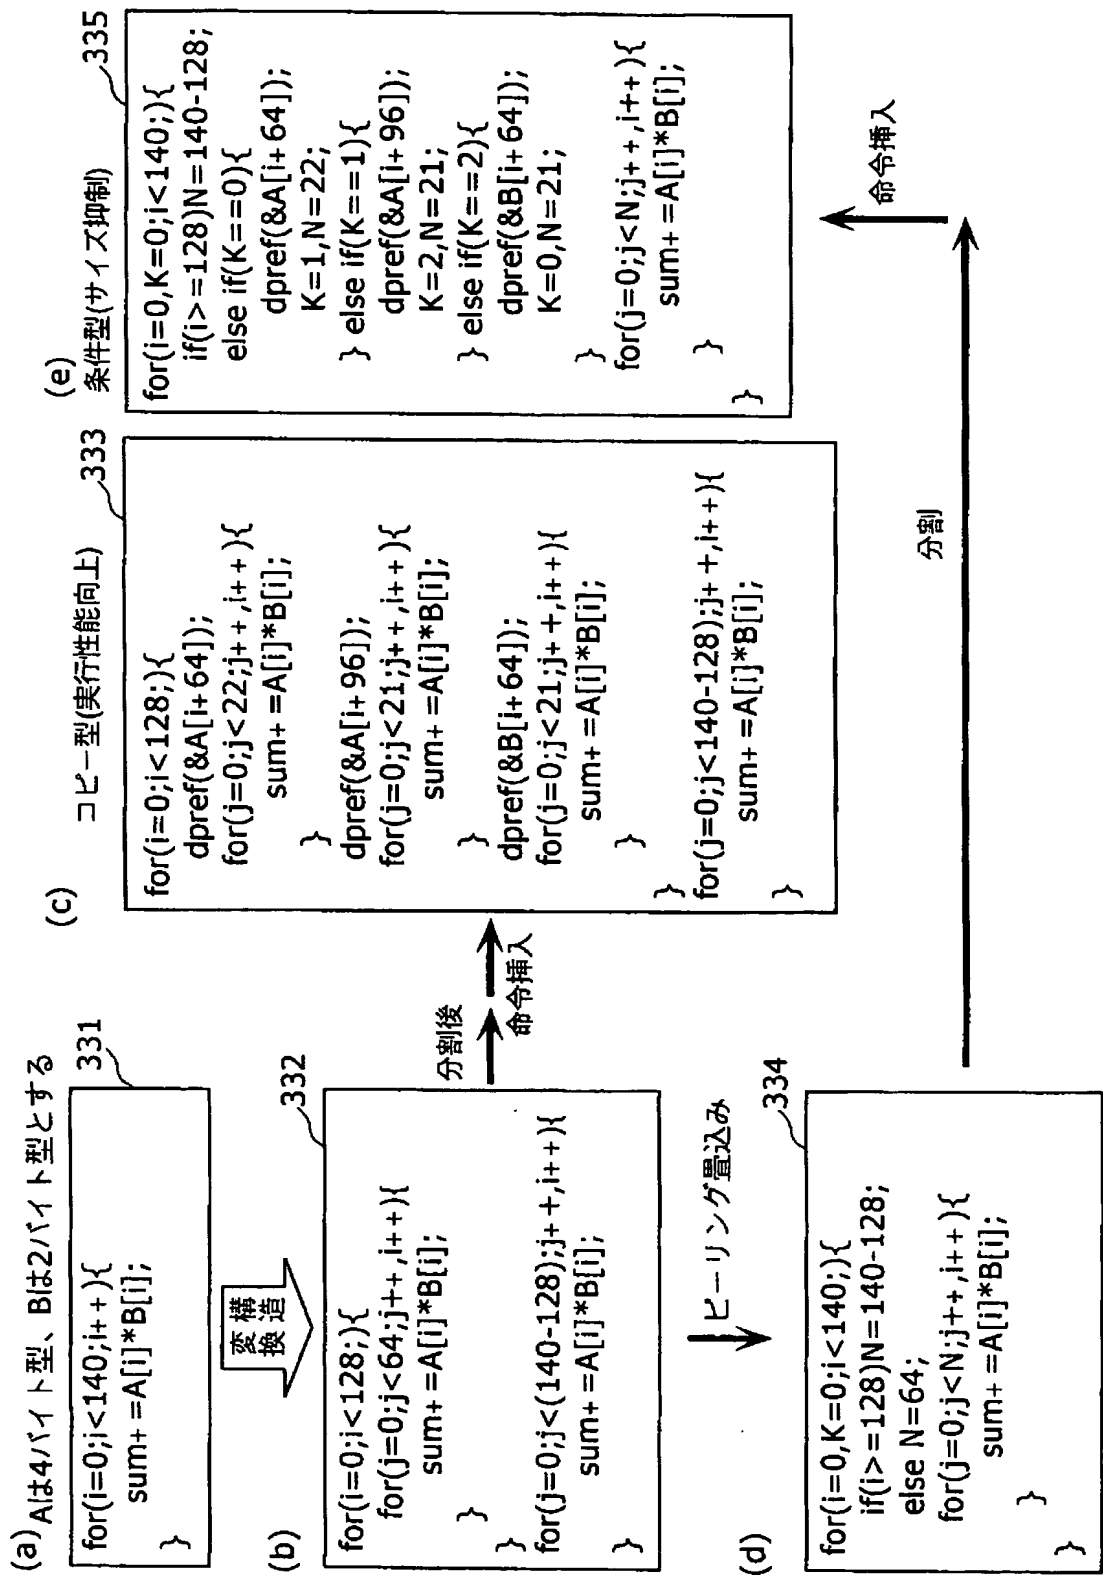 (a) Aは4バイト型、Bは2バイト型とする
331
for(i=0;i<140;i++){
sum+=A[i]*B[i];
}
構造
変換
(b)
332
for(i=0;i<128;){
for(j=0;j<64;j++,i++){
sum+=A[i]*B[i];
}
}
for(j=0;j<(140-128);j++,i++){
sum+=A[i]*B[i];
}
分割後
命令挿入
(c)
コピー型(実行性能向上)
333
for(i=0;i<128;){
dpref(&A[i+64]);
for(j=0;j<22;j++,i++){
sum+=A[i]*B[i];
}
dpref(&A[i+96]);
for(j=0;j<21;j++,i++){
sum+=A[i]*B[i];
}
dpref(&B[i+64]);
for(j=0;j<21;j++,i++){
sum+=A[i]*B[i];
}
}
for(j=0;j<140-128);j++,i++){
sum+=A[i]*B[i];
}
ピーリング畳込み
(d)
334
for(i=0,K=0;i<140;){
if(i>=128)N=140-128;
else N=64;
for(j=0;j<N;j++,i++){
sum+=A[i]*B[i];
}
}
分割
命令挿入
(e)
条件型(サイズ抑制)
335
for(i=0,K=0;i<140;){
if(i>=128)N=140-128;
else if(K==0){
dpref(&A[i+64]);
K=1,N=22;
} else if(K==1){
dpref(&A[i+96]);
K=2,N=21;
} else if(K==2){
dpref(&B[i+64]);
K=0,N=21;
}
for(j=0;j<N;j++,i++){
sum+=A[i]*B[i];
}
}